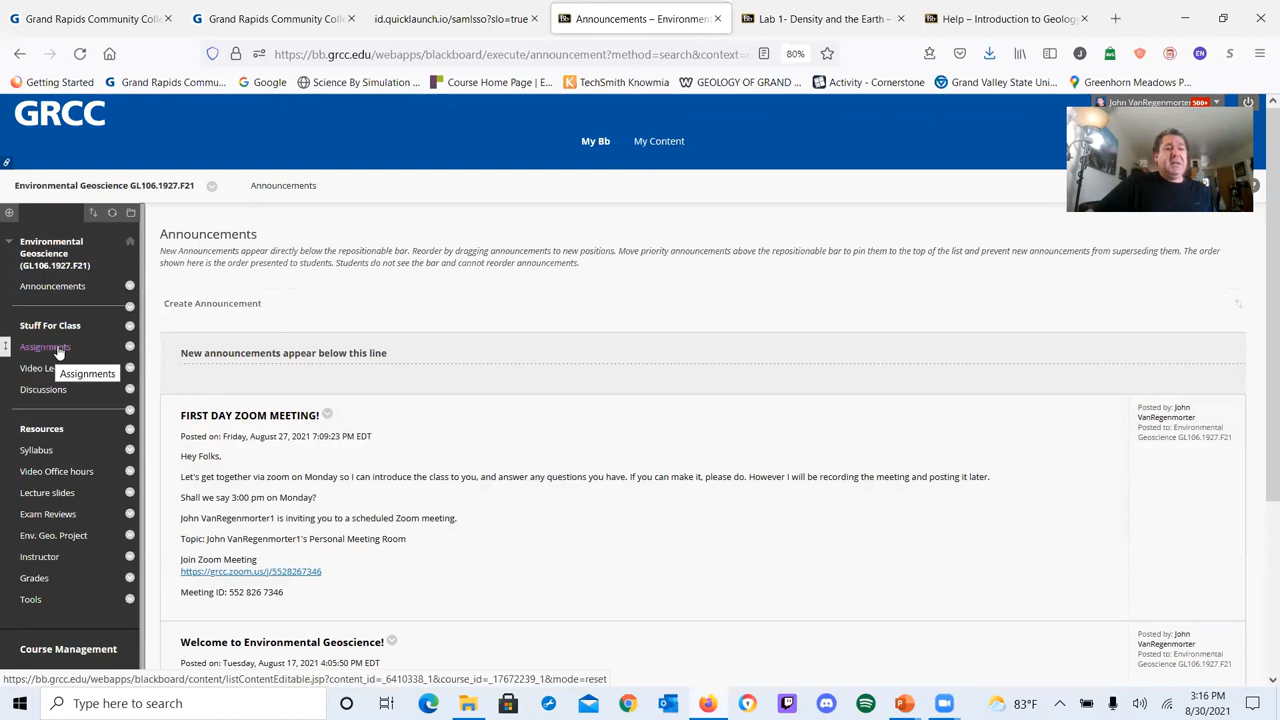 Grand Rapids Community Colle
Grand Rapids Community Colleg
id.quicklaunch.io/samlsso?slo=true
Announcements – Environment
Lab 1- Density and the Earth –
Help – Introduction to Geology
https://bb.grcc.edu/webapps/blackboard/execute/announcement?method=search&context=
80%
Getting Started
Grand Rapids Commu...
Google
Science By Simulation ...
Course Home Page - ...
TechSmith Knowmia
GEOLOGY OF GRAND ...
Activity - Cornerstone
Grand Valley State Uni...
Greenhorn Meadows P...
GRCC
John VanRegenmorter 500+
My Bb
My Content
Environmental Geoscience GL106.1927.F21
Announcements
Environmental
Geoscience
(GL106.1927.F21)
Announcements
Stuff For Class
Assignments
Video Le
Assignments
Discussions
Resources
Syllabus
Video Office hours
Lecture slides
Exam Reviews
Env. Geo. Project
Instructor
Grades
Tools
Course Management
Announcements
New Announcements appear directly below the repositionable bar. Reorder by dragging announcements to new positions. Move priority announcements above the repositionable bar to pin them to the top of the list and prevent new announcements from superseding them. The order
shown here is the order presented to students. Students do not see the bar and cannot reorder announcements.
Create Announcement
New announcements appear below this line
FIRST DAY ZOOM MEETING!
Posted on: Friday, August 27, 2021 7:09:23 PM EDT
Hey Folks,
Let's get together via zoom on Monday so I can introduce the class to you, and answer any questions you have. If you can make it, please do. However I will be recording the meeting and posting it later.
Shall we say 3:00 pm on Monday?
John VanRegenmorter1 is inviting you to a scheduled Zoom meeting.
Topic: John VanRegenmorter1's Personal Meeting Room
Join Zoom Meeting
https://grcc.zoom.us/j/5528267346
Meeting ID: 552 826 7346
Posted by: John
VanRegenmorter
Posted to: Environmental
Geoscience GL106.1927.F21
Welcome to Environmental Geoscience!
Posted on: Tuesday, August 17, 2021 4:05:50 PM EDT
Posted by: John
VanRegenmorter
Posted to: Environmental
Geoscience GL106.1927.F21
https://bb.grcc.edu/webapps/blackboard/content/listContentEditable.jsp?content_id=_6410338_1&course_id=_17672239_1&mode=reset
Type here to search
83°F
3:16 PM
8/30/2021